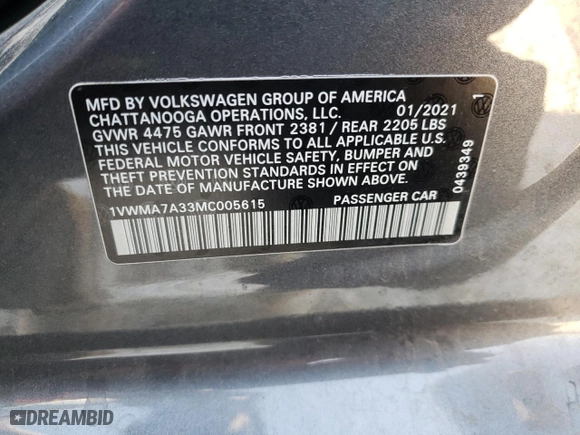 MFD BY VOLKSWAGEN GROUP OF AMERICA
CHATTANOOGA OPERATIONS, LLC. 01/2021
GVWR 4475 GAWR FRONT 2381 / REAR 2205 LBS
THIS VEHICLE CONFORMS TO ALL APPLICABLE
FEDERAL MOTOR VEHICLE SAFETY, BUMPER AND
THEFT PREVENTION STANDARDS IN EFFECT ON
THE DATE OF MANUFACTURE SHOWN ABOVE.
1VWMA7A33MC005615 PASSENGER CAR
0439349
1
DREAMBID